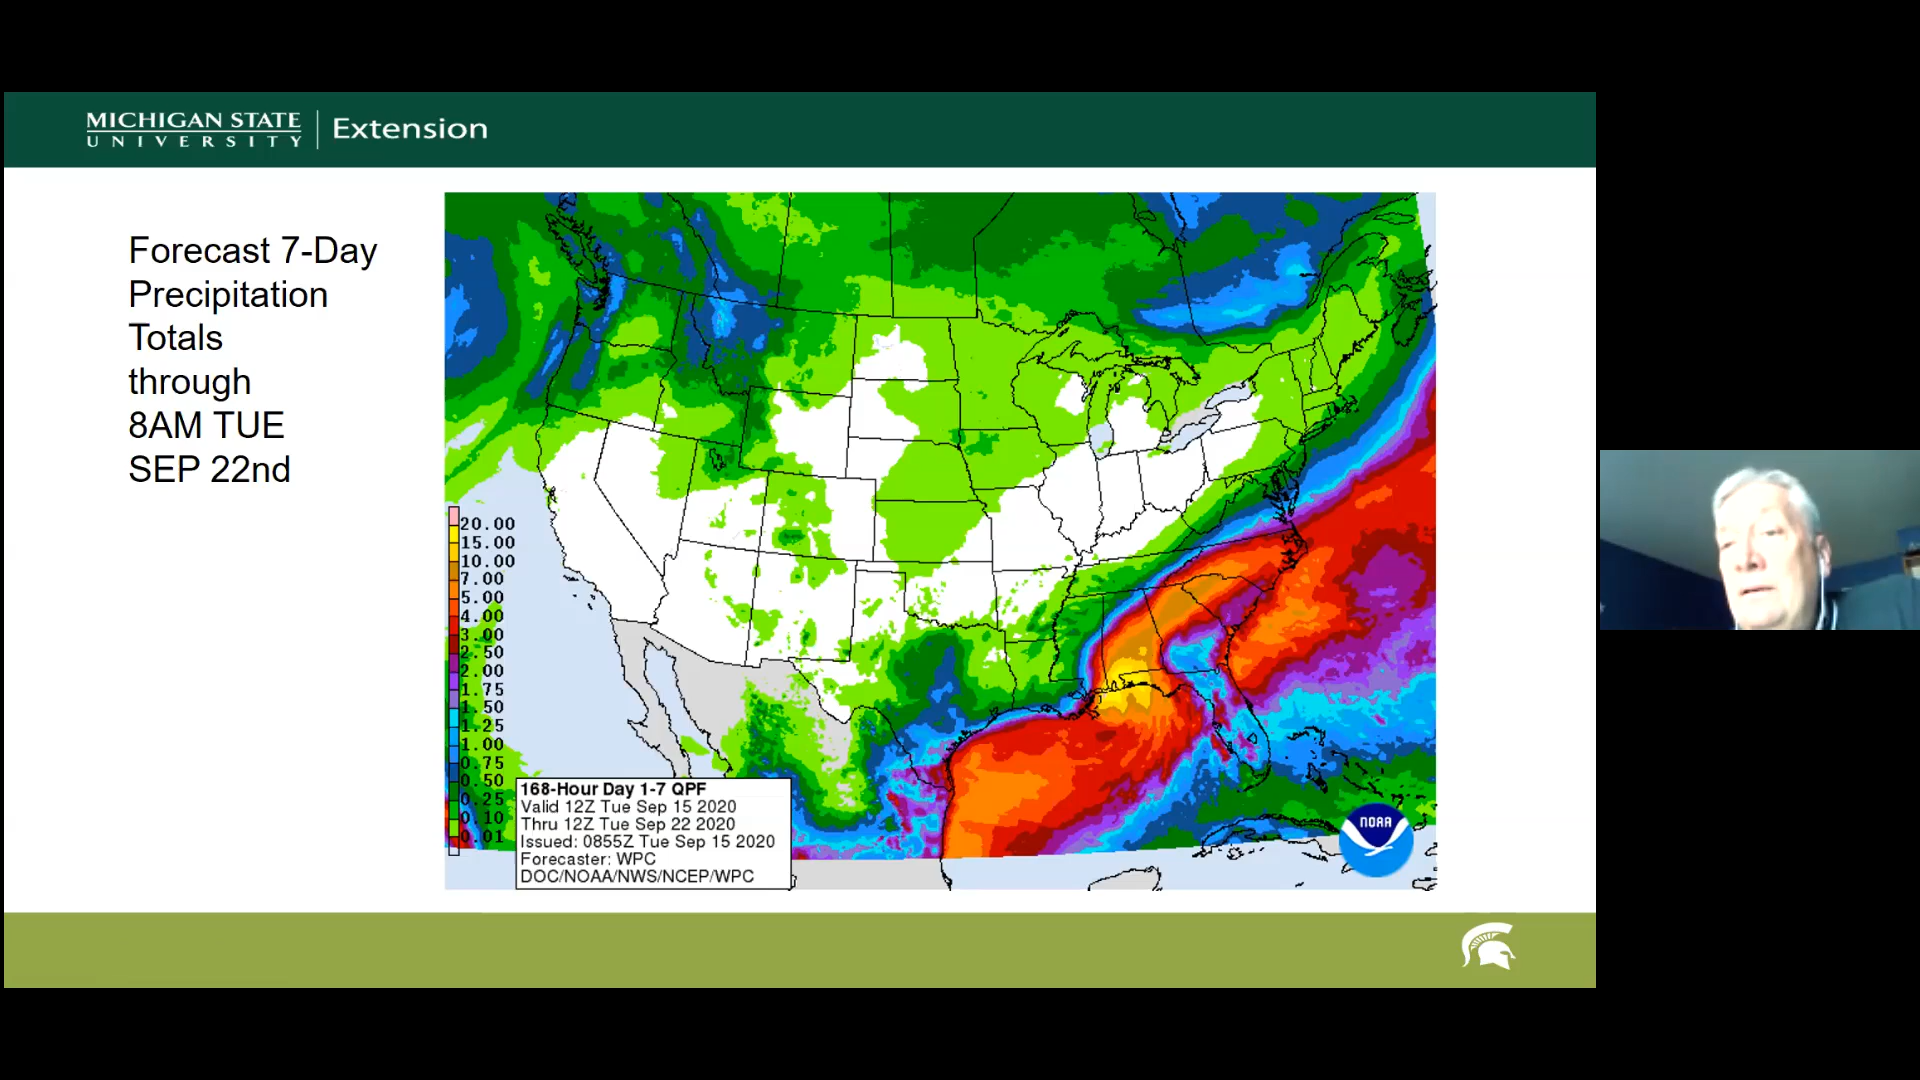 MICHIGAN STATE
UNIVERSITY
Extension
Forecast 7-Day
Precipitation
Totals
through
8AM TUE
SEP 22nd
20.00
15.00
10.00
7.00
5.00
4.00
3.00
2.50
2.00
1.75
1.50
1.25
1.00
0.75
0.50
0.25
0.10
0.01
168-Hour Day 1-7 QPF
Valid 12Z Tue Sep 15 2020
Thru 12Z Tue Sep 22 2020
Issued: 0855Z Tue Sep 15 2020
Forecaster: WPC
DOC/NOAA/NWS/NCEP/WPC
NOAA